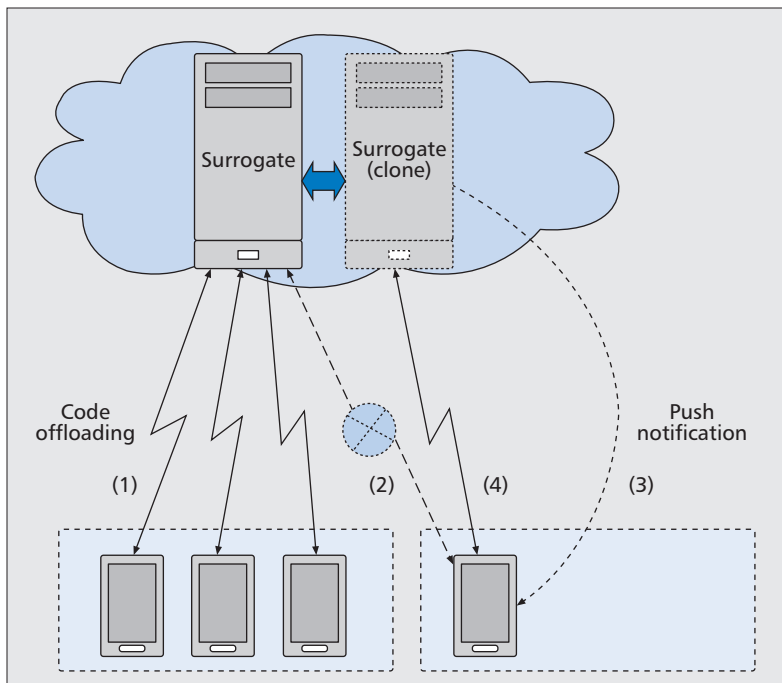 Surrogate
Surrogate
(clone)
Code
offloading
Push
notification
(1)
(2)
(4)
(3)